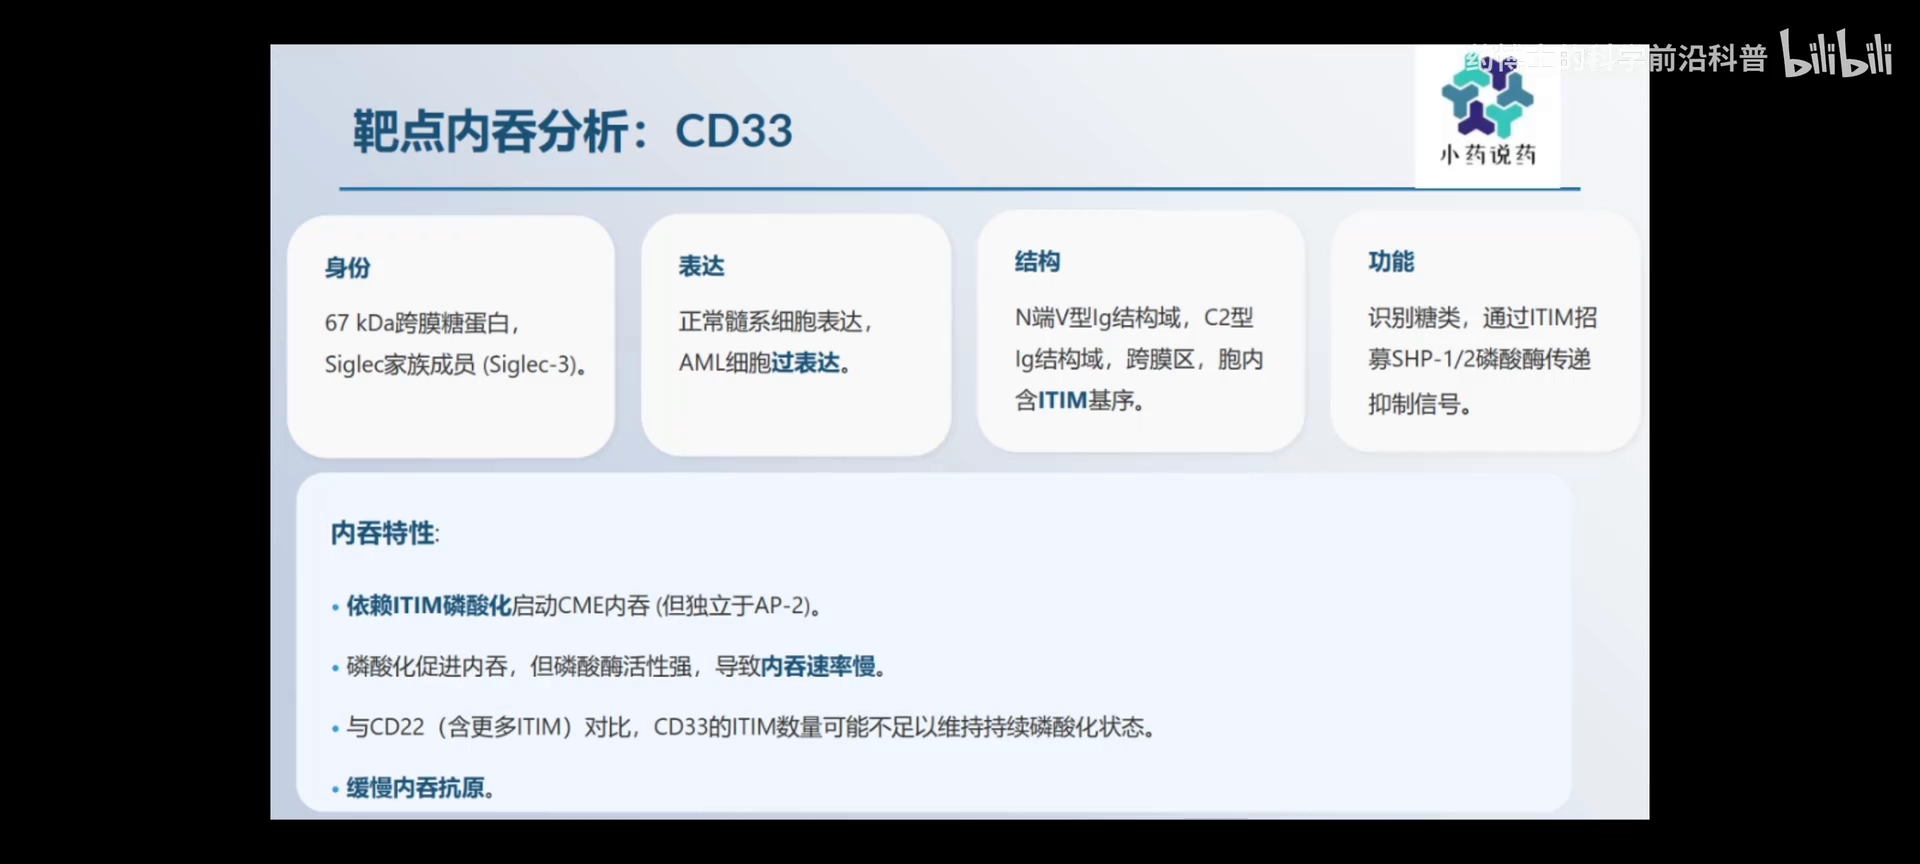 药博士的科学前沿科普 bilibili
小药说药
靶点内吞分析：CD33
身份
67 kDa跨膜糖蛋白，
Siglec家族成员 (Siglec-3)。
表达
正常髓系细胞表达，
AML细胞过表达。
结构
N端V型Ig结构域，C2型
Ig结构域，跨膜区，胞内
含ITIM基序。
功能
识别糖类，通过ITIM招
募SHP-1/2磷酸酶传递
抑制信号。
内吞特性:
• 依赖ITIM磷酸化启动CME内吞 (但独立于AP-2)。
• 磷酸化促进内吞，但磷酸酶活性强，导致内吞速率慢。
• 与CD22（含更多ITIM）对比，CD33的ITIM数量可能不足以维持持续磷酸化状态。
• 缓慢内吞抗原。